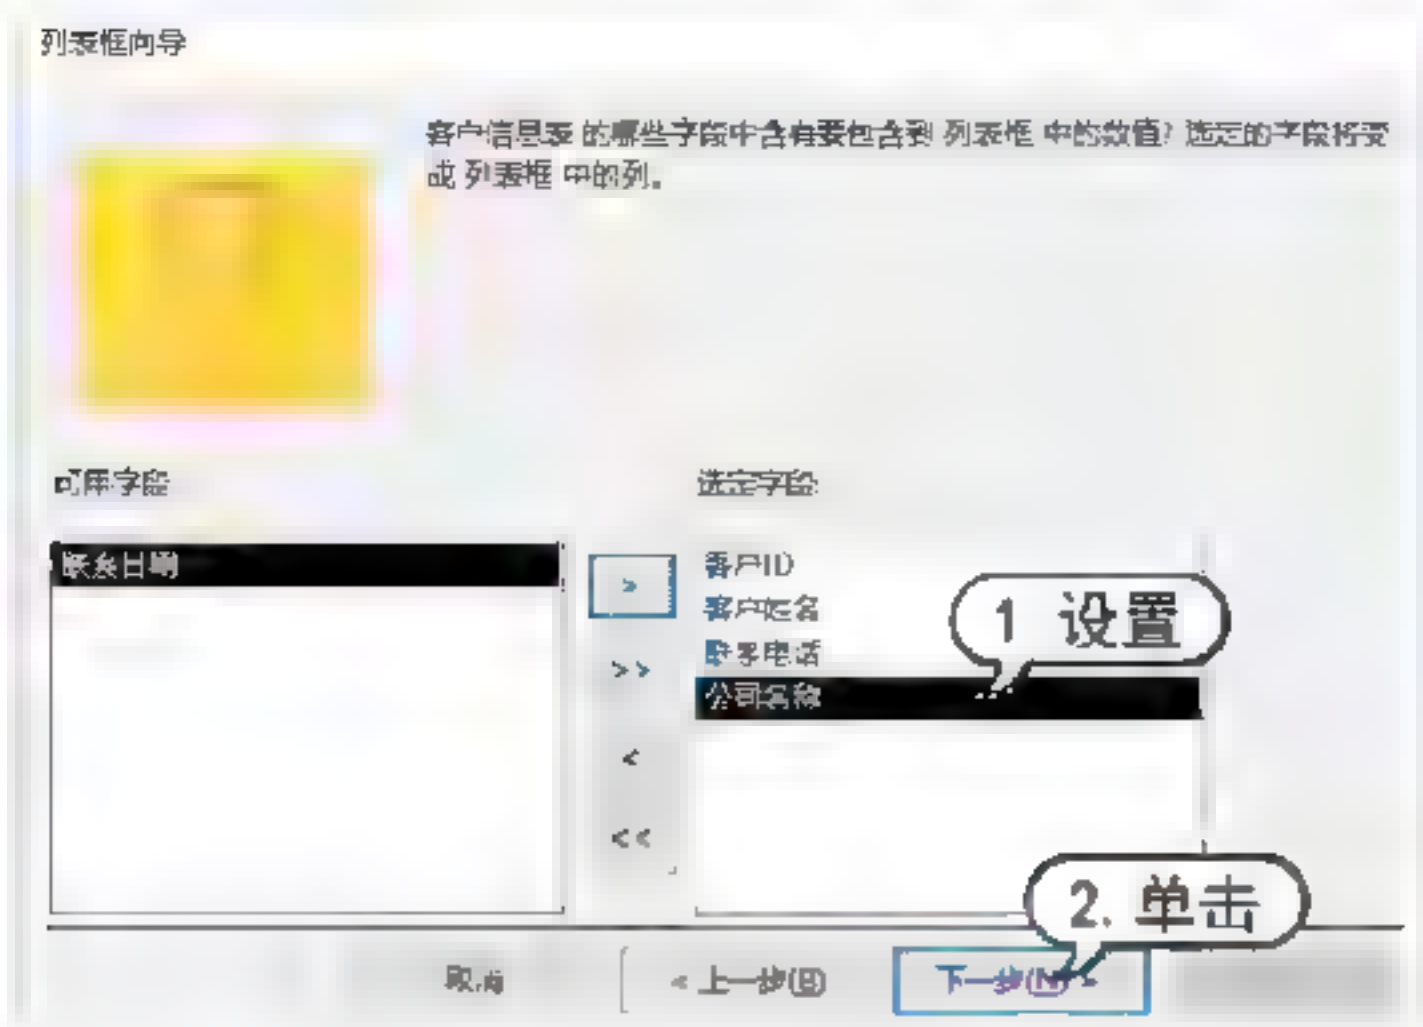 列表框向导
客户信息表 的哪些字段中含有要包含到 列表框 中的数值? 选定的字段将变
成 列表框 中的列。
可用字段
选定字段
联系日期
>
>>
<
<<
客户ID
客户姓名
联系电话
公司名称
1 设置
2. 单击
取消
< 上一步(B)
下一步(N) >